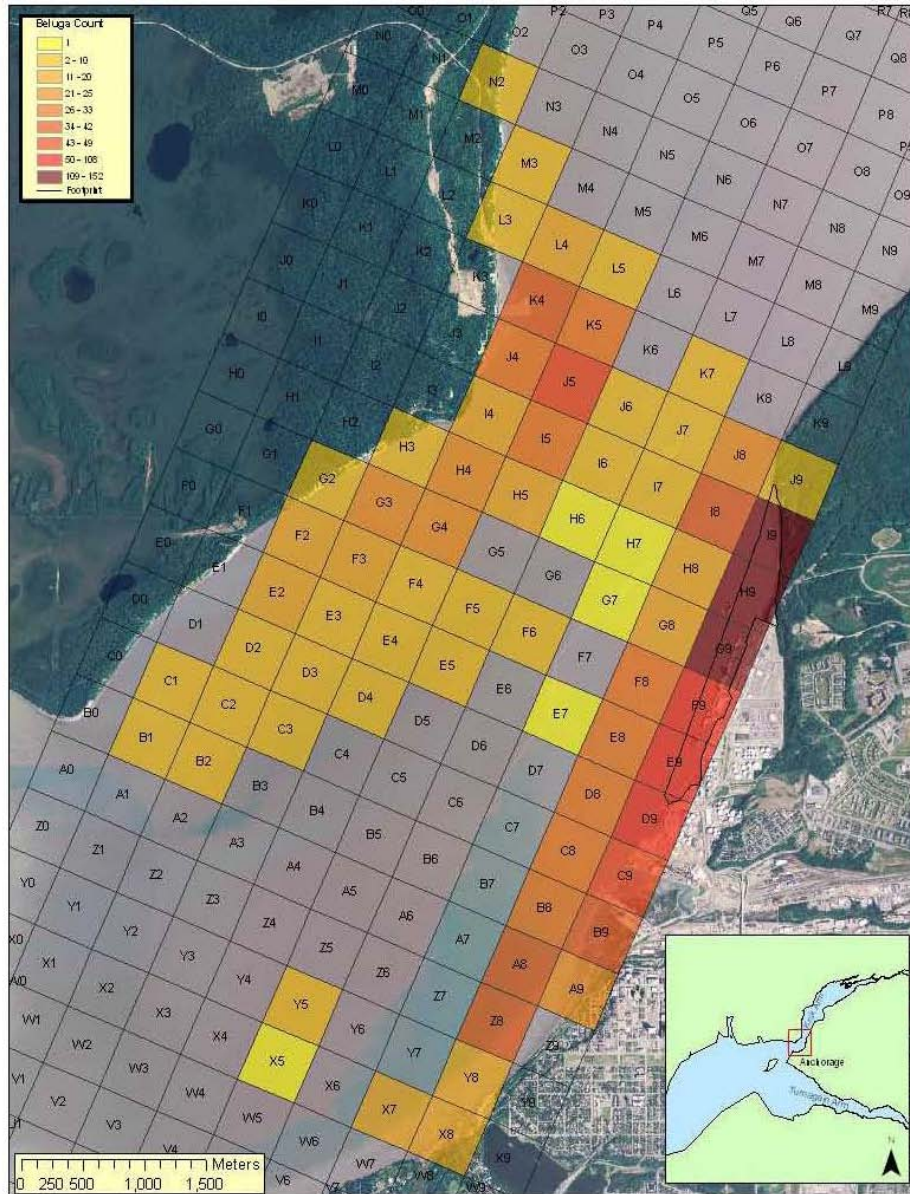 Beluga Count
1
2 - 10
11 - 20
21 - 25
26 - 33
34 - 42
43 - 49
50 - 108
109 - 152
Footprint
O1 P2 P3 P4 Q5 Q6 Q7 Q8 R7
N0 N1 O2 O3 O4 P5 P6 P7 P8
M0 M1 M2 N2 N3 N4 O5 O6 O7 O8 O9
L0 L1 L2 M3 M4 N5 N6 N7 N8 N9
K0 K1 K2 L3 L4 M5 M6 M7 M8 M9
J0 J1 J2 K3 K4 L5 L6 L7 L8 L9
I0 I1 I2 J3 J4 K5 K6 K7 K8 K9
H0 H1 H2 I3 I4 J5 J6 J7 J8 J9
G0 G1 G2 H3 H4 I5 I6 I7 I8 I9
F0 F1 F2 G3 G4 H5 H6 H7 H8 H9
E0 E1 E2 F3 F4 G5 G6 G7 G8 G9
D0 D1 D2 E3 E4 F5 F6 F7 F8 F9
C0 C1 C2 D3 D4 E5 E6 E7 E8 E9
B0 B1 B2 C3 C4 D5 D6 D7 D8 D9
A0 A1 A2 B3 B4 C5 C6 C7 C8 C9
Z0 Z1 Z2 A3 A4 B5 B6 B7 B8 B9
Y0 Y1 Y2 Z3 Z4 A5 A6 A7 A8 A9
X0 X1 X2 Y3 Y4 Z5 Z6 Z7 Z8 Z9
W1 W2 X3 X4 Y5 Y6 Y7 Y8 Y9
V1 V2 W3 W4 X5 X6 X7 X8 X9
V3 V4 W5 W6 W7 W8 W9
V6
Meters
0 250 500 1,000 1,500
Anchorage
Turnagain Arm
N